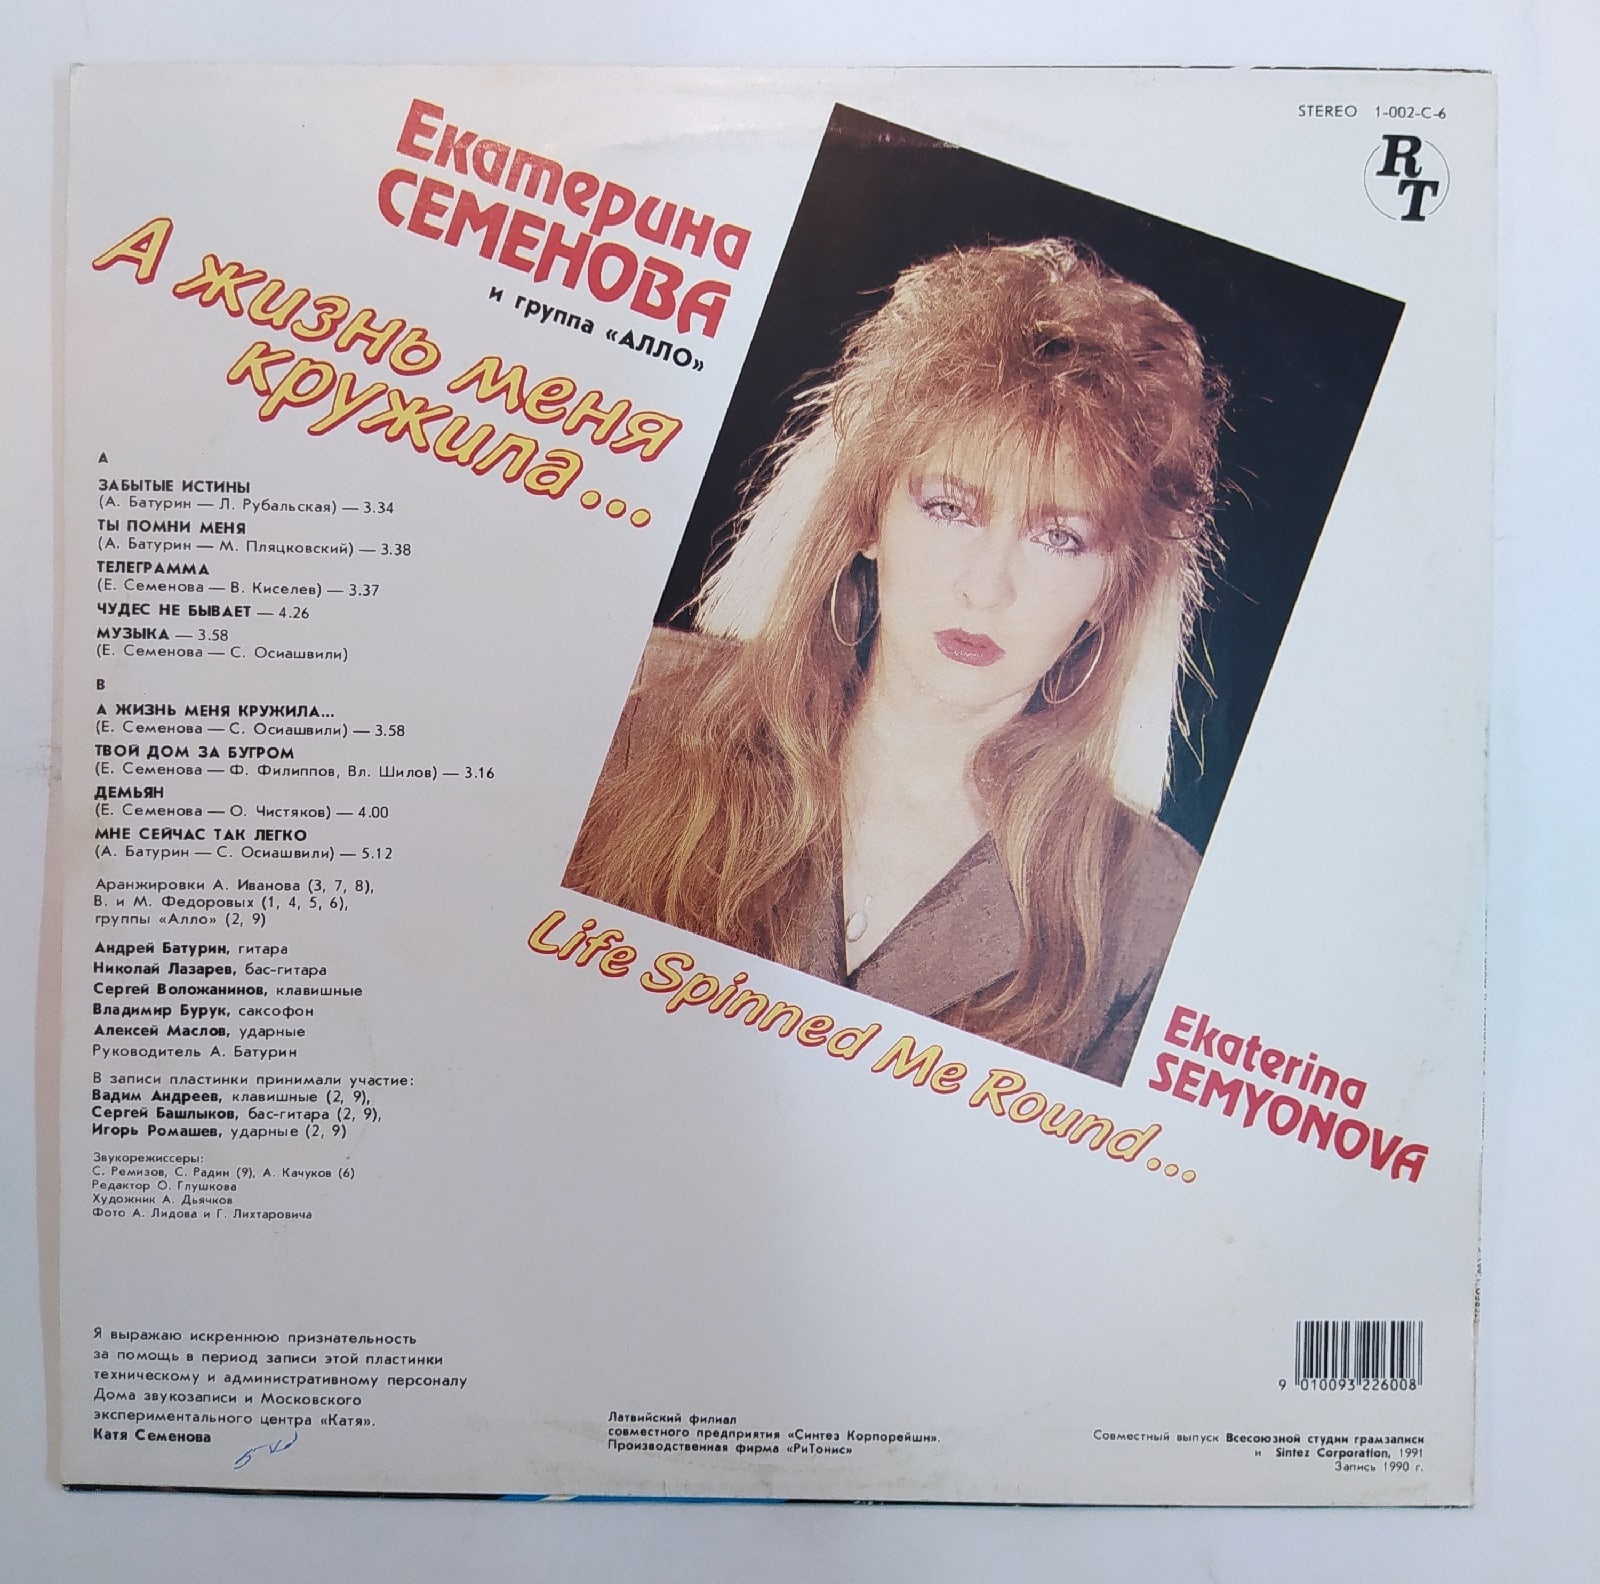 STEREO 1-002-C-6
RT
Екатерина
СЕМЕНОВА
и группа «АЛЛО»
А жизнь меня
кружила...
A
ЗАБЫТЫЕ ИСТИНЫ
(А. Батурин — Л. Рубальская) — 3.34
ТЫ ПОМНИ МЕНЯ
(А. Батурин — М. Пляцковский) — 3.38
ТЕЛЕГРАММА
(Е. Семенова — В. Киселев) — 3.37
ЧУДЕС НЕ БЫВАЕТ — 4.26
МУЗЫКА — 3.58
(Е. Семенова — С. Осиашвили)
B
А ЖИЗНЬ МЕНЯ КРУЖИЛА...
(Е. Семенова — С. Осиашвили) — 3.58
ТВОЙ ДОМ ЗА БУГРОМ
(Е. Семенова — Ф. Филиппов, Вл. Шилов) — 3.16
ДЕМЬЯН
(Е. Семенова — О. Чистяков) — 4.00
МНЕ СЕЙЧАС ТАК ЛЕГКО
(А. Батурин — С. Осиашвили) — 5.12
Аранжировки А. Иванова (3, 7, 8),
В. и М. Федоровых (1, 4, 5, 6),
группы «Алло» (2, 9)
Андрей Батурин, гитара
Николай Лазарев, бас-гитара
Сергей Воложанинов, клавишные
Владимир Бурук, саксофон
Алексей Маслов, ударные
Руководитель А. Батурин
В записи пластинки принимали участие:
Вадим Андреев, клавишные (2, 9),
Сергей Башлыков, бас-гитара (2, 9),
Игорь Ромашев, ударные (2, 9)
Звукорежиссеры:
С. Ремизов, С. Радин (9), А. Качуков (6)
Редактор О. Глушкова
Художник А. Дьячков
Фото А. Лидова и Г. Лихтаровича
Life Spinned Me Round...
Ekaterina
SEMYONOVA
Я выражаю искреннюю признательность
за помощь в период записи этой пластинки
техническому и административному персоналу
Дома звукозаписи и Московского
экспериментального центра «Катя».
Катя Семенова
Латвийский филиал
совместного предприятия «Синтез Корпорейшн».
Производственная фирма «РиТонис»
9 010093 226008
Совместный выпуск Всесоюзной студии грамзаписи
и Sintez Corporation, 1991
Запись 1990 г.